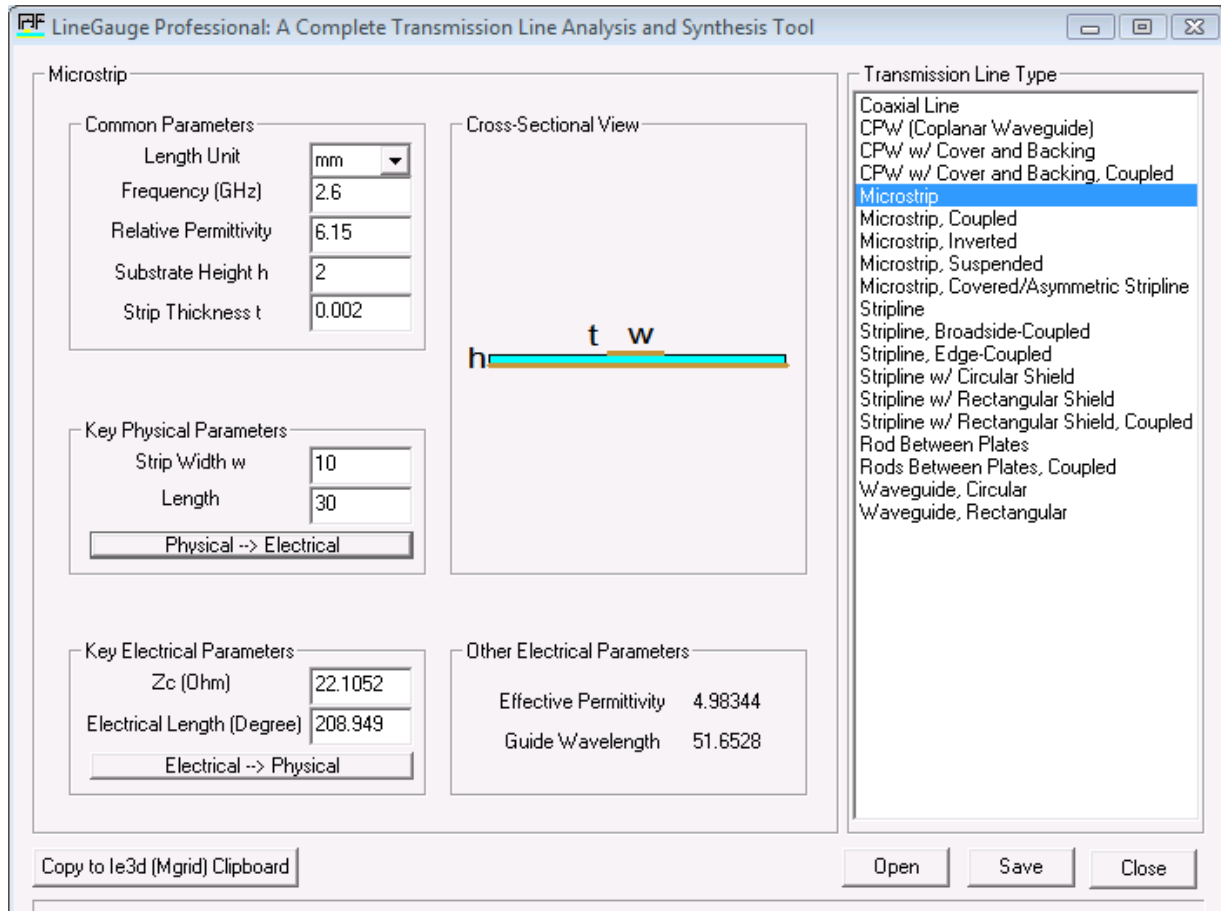 LineGauge Professional: A Complete Transmission Line Analysis and Synthesis Tool
Microstrip
Common Parameters
Length Unit mm
Frequency (GHz) 2.6
Relative Permittivity 6.15
Substrate Height h 2
Strip Thickness t 0.002
Key Physical Parameters
Strip Width w 10
Length 30
Physical --> Electrical
Key Electrical Parameters
Zc (Ohm) 22.1052
Electrical Length (Degree) 208.949
Electrical --> Physical
Cross-Sectional View
t w
h
Other Electrical Parameters
Effective Permittivity 4.98344
Guide Wavelength 51.6528
Transmission Line Type
Coaxial Line
CPW (Coplanar Waveguide)
CPW w/ Cover and Backing
CPW w/ Cover and Backing, Coupled
Microstrip
Microstrip, Coupled
Microstrip, Inverted
Microstrip, Suspended
Microstrip, Covered/Asymmetric Stripline
Stripline
Stripline, Broadside-Coupled
Stripline, Edge-Coupled
Stripline w/ Circular Shield
Stripline w/ Rectangular Shield
Stripline w/ Rectangular Shield, Coupled
Rod Between Plates
Rods Between Plates, Coupled
Waveguide, Circular
Waveguide, Rectangular
Copy to Ie3d (Mgrid) Clipboard
Open
Save
Close